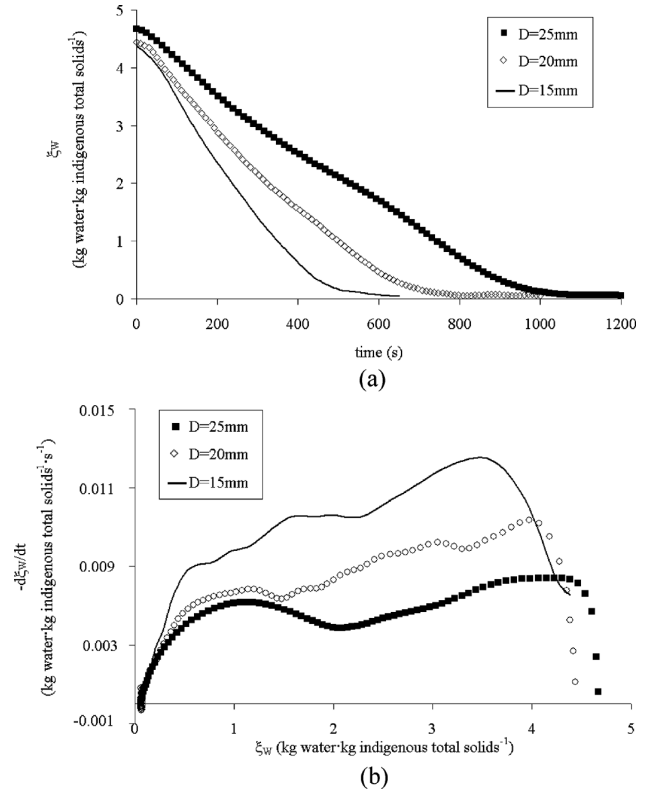 5
4
3
2
1
0
ξW
(kg water·kg indigenous total solids-1)
D=25mm
D=20mm
D=15mm
0 200 400 600 800 1000 1200
time (s)
(a)
0.015
0.011
0.009
0.003
-0.001
-dξW/dt
(kg water·kg indigenous total solids-1·s-1)
D=25mm
D=20mm
D=15mm
0 1 2 3 4 5
ξW (kg water·kg indigenous total solids-1)
(b)